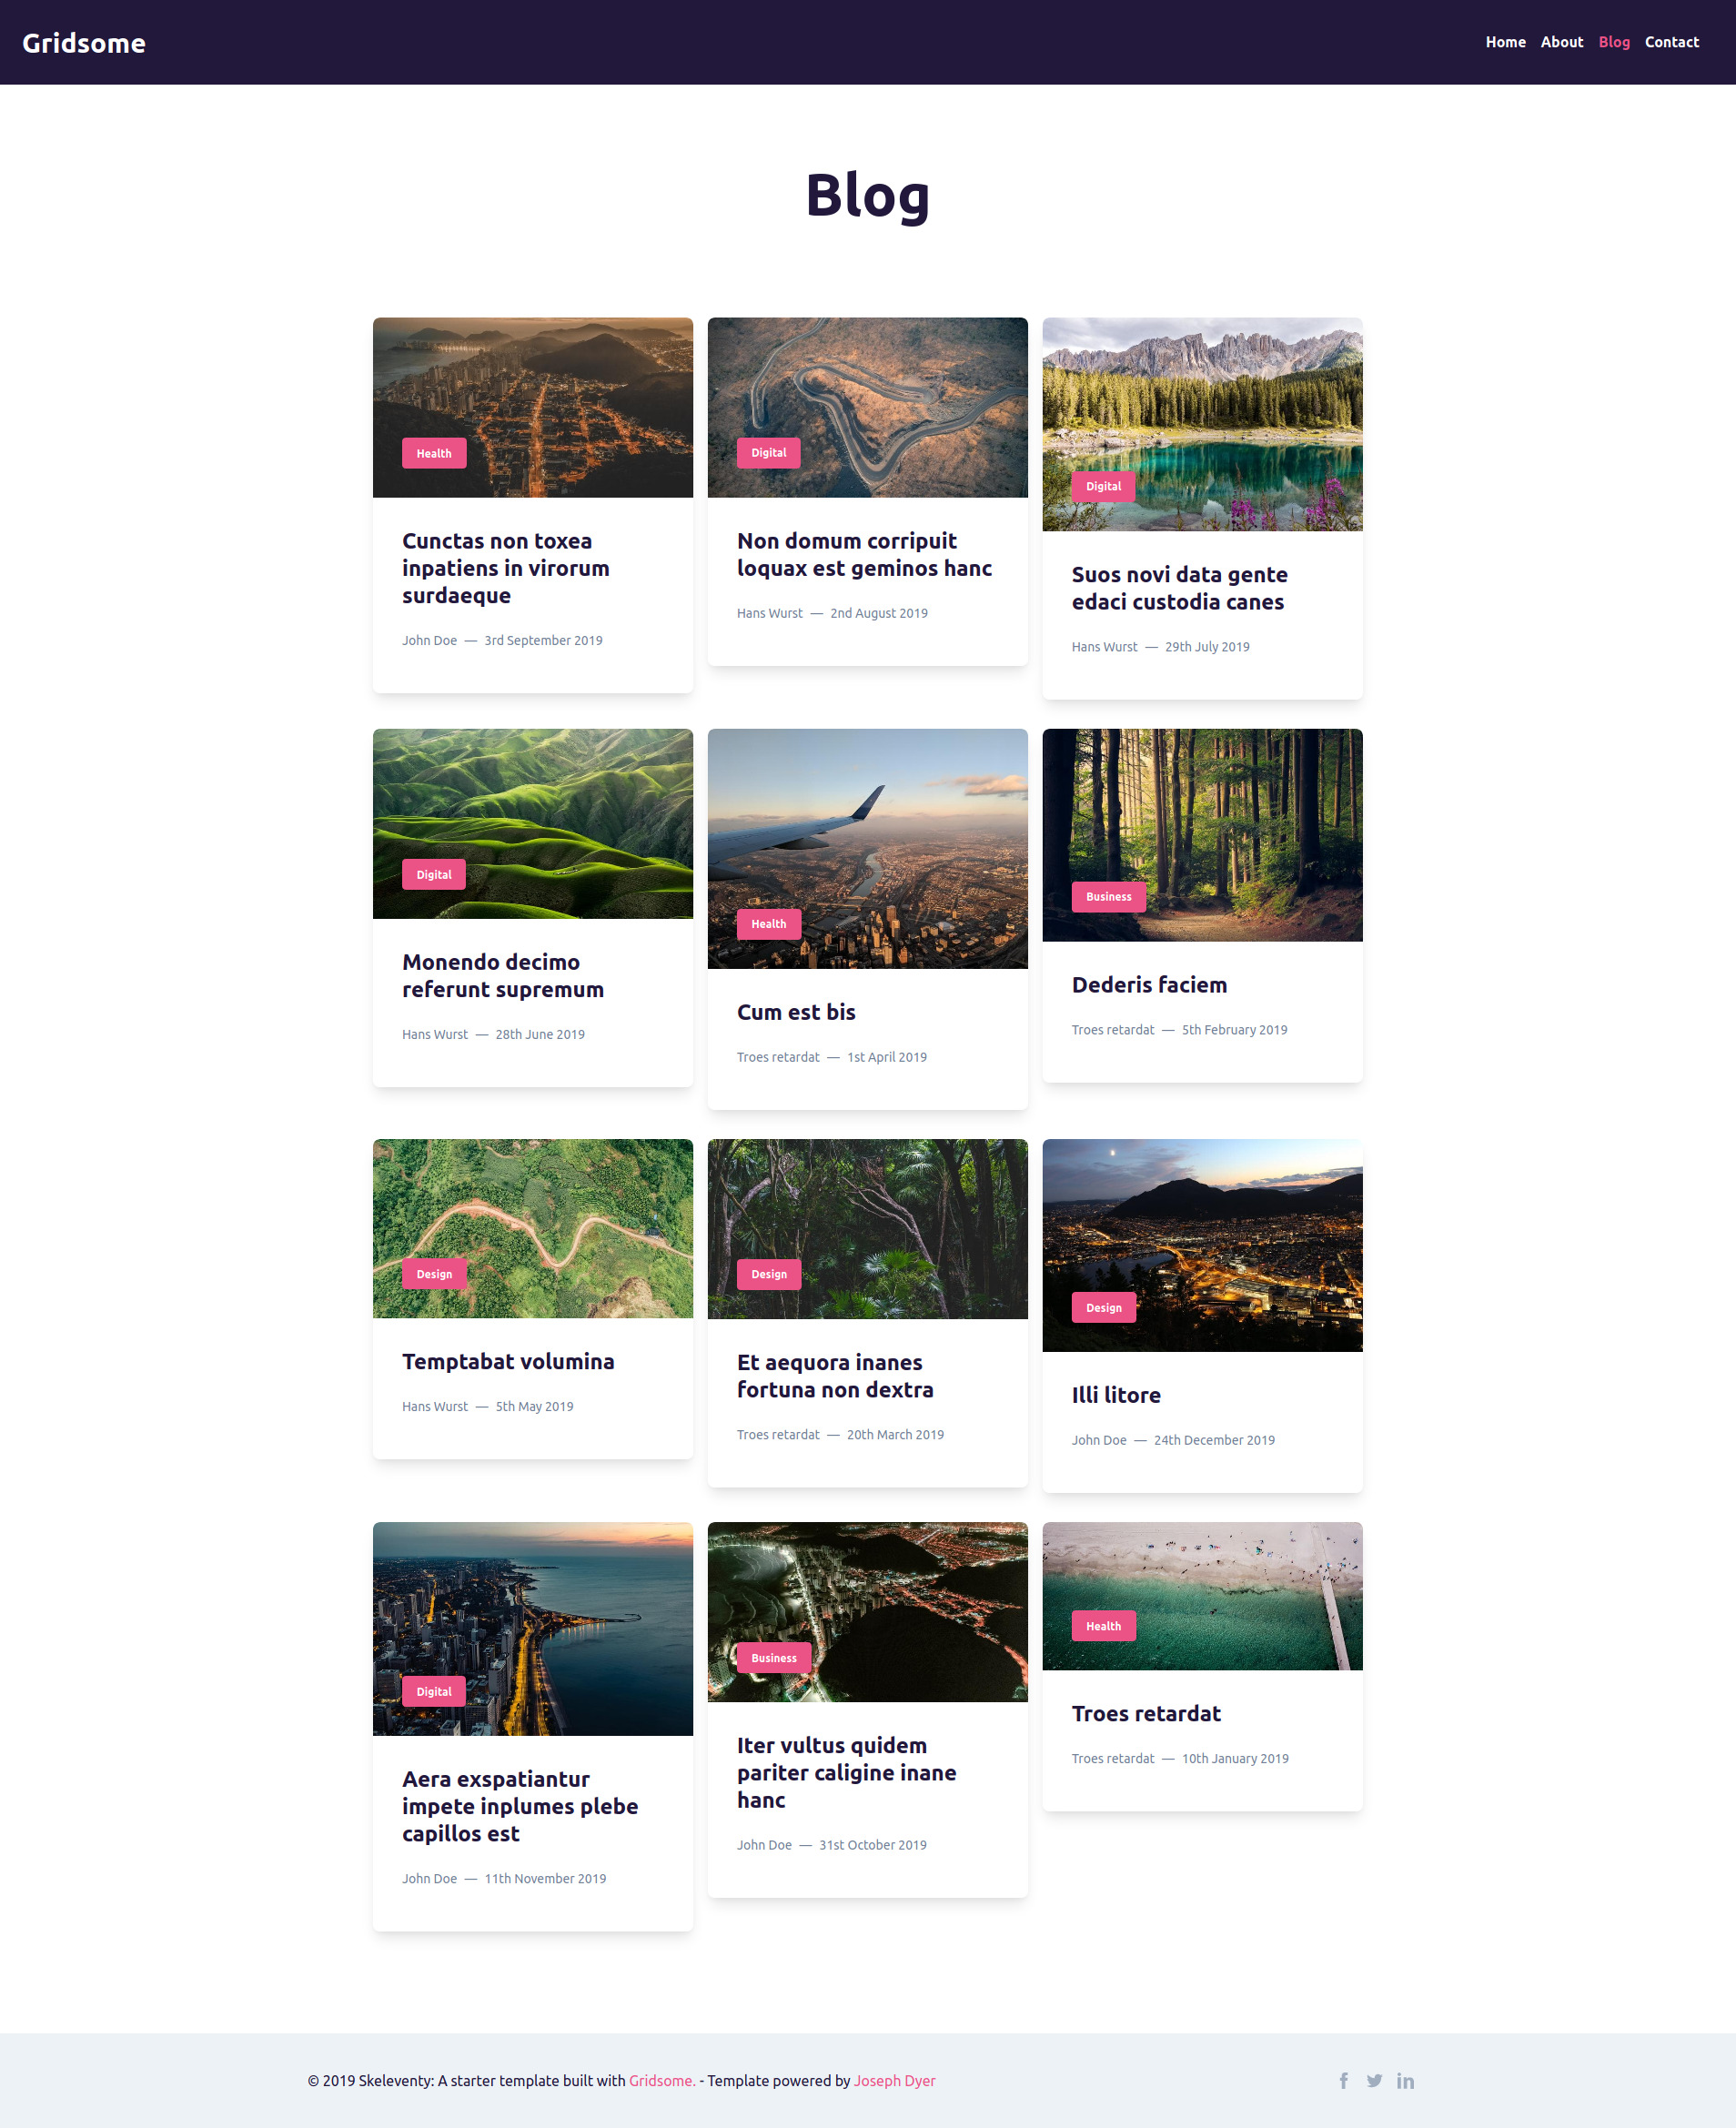 Gridsome
Home About Blog Contact
Blog
Health
Cunctas non toxea
inpatiens in virorum
surdaeque
John Doe — 3rd September 2019
Digital
Non domum corripuit
loquax est geminos hanc
Hans Wurst — 2nd August 2019
Digital
Suos novi data gente
edaci custodia canes
Hans Wurst — 29th July 2019
Digital
Monendo decimo
referunt supremum
Hans Wurst — 28th June 2019
Health
Cum est bis
Troes retardat — 1st April 2019
Business
Dederis faciem
Troes retardat — 5th February 2019
Design
Temptabat volumina
Hans Wurst — 5th May 2019
Design
Et aequora inanes
fortuna non dextra
Troes retardat — 20th March 2019
Design
Illi litore
John Doe — 24th December 2019
Digital
Aera exspatiantur
impete inplumes plebe
capillos est
John Doe — 11th November 2019
Business
Iter vultus quidem
pariter caligine inane
hanc
John Doe — 31st October 2019
Health
Troes retardat
Troes retardat — 10th January 2019
© 2019 Skeleventy: A starter template built with Gridsome. - Template powered by Joseph Dyer